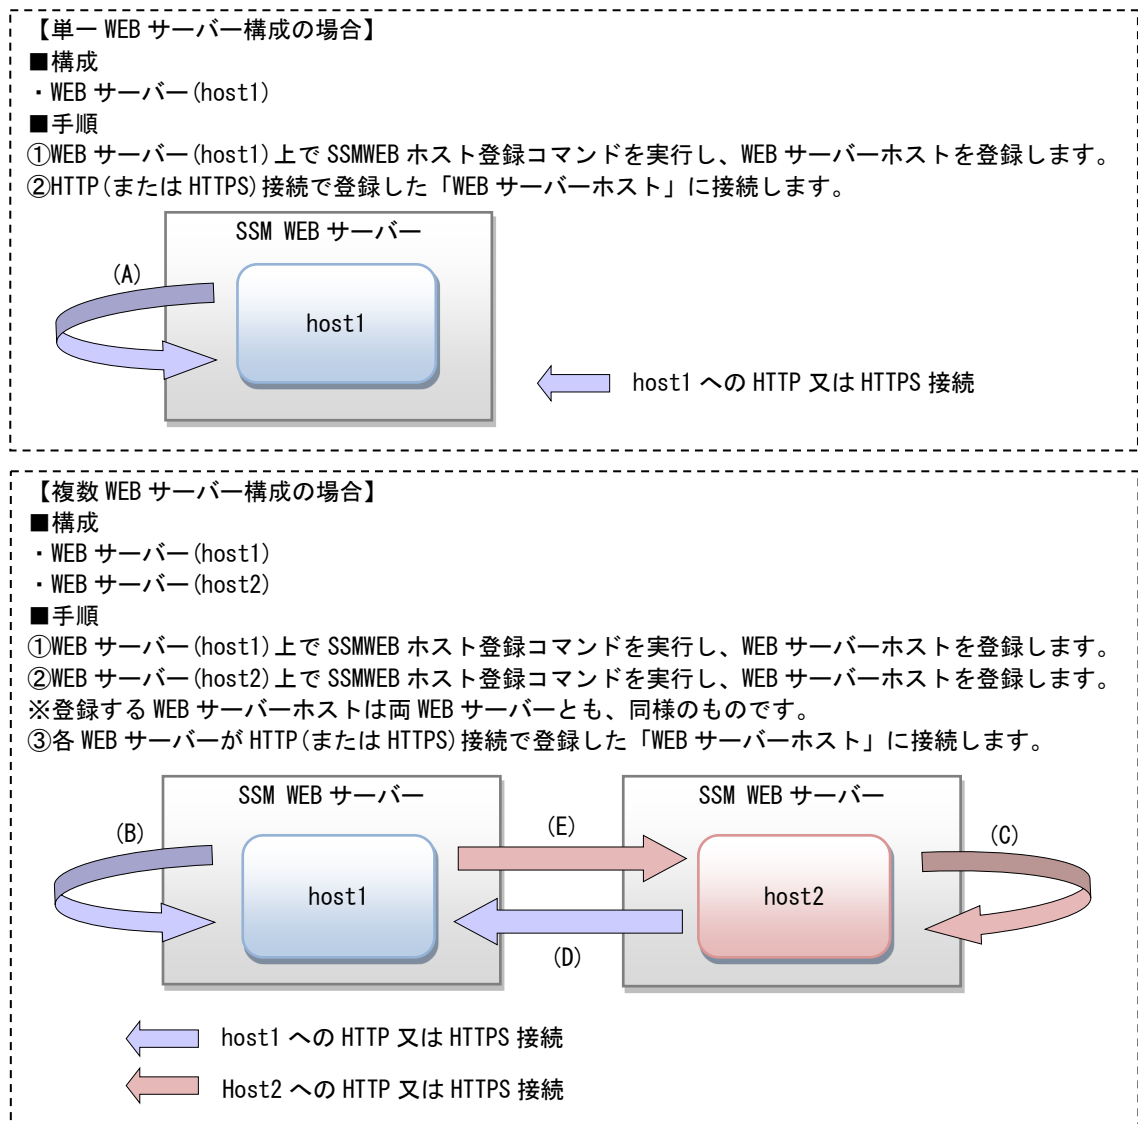 【単一 WEB サーバー構成の場合】
■構成
・WEB サーバー(host1)
■手順
①WEB サーバー(host1)上で SSMWEB ホスト登録コマンドを実行し、WEB サーバーホストを登録します。
②HTTP(または HTTPS)接続で登録した「WEB サーバーホスト」に接続します。
SSM WEB サーバー
(A)
host1
host1 への HTTP 又は HTTPS 接続
【複数 WEB サーバー構成の場合】
■構成
・WEB サーバー(host1)
・WEB サーバー(host2)
■手順
①WEB サーバー(host1)上で SSMWEB ホスト登録コマンドを実行し、WEB サーバーホストを登録します。
②WEB サーバー(host2)上で SSMWEB ホスト登録コマンドを実行し、WEB サーバーホストを登録します。
※登録する WEB サーバーホストは両 WEB サーバーとも、同様のものです。
③各 WEB サーバーが HTTP(または HTTPS)接続で登録した「WEB サーバーホスト」に接続します。
SSM WEB サーバー
SSM WEB サーバー
(B)
(E)
(C)
host1
host2
(D)
host1 への HTTP 又は HTTPS 接続
Host2 への HTTP 又は HTTPS 接続